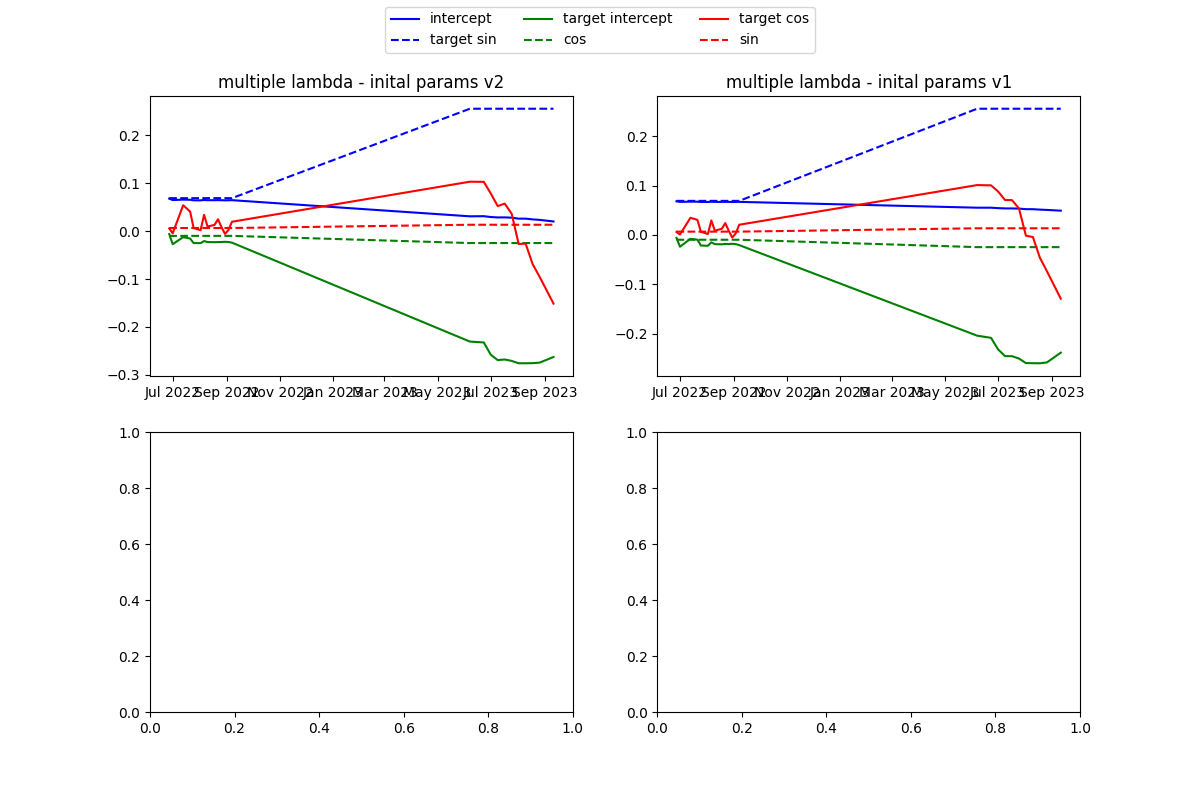 intercept target intercept target cos
target sin cos sin
multiple lambda - inital params v2 multiple lambda - inital params v1
0.2 0.2
0.1 0.1
0.0 0.0
−0.1 −0.1
−0.2 −0.2
−0.3
Jul 2022 Sep 2022 Nov 2022 Jan 2023 Mar 2023 May 2023 Jul 2023 Sep 2023 Jul 2022 Sep 2022 Nov 2022 Jan 2023 Mar 2023 May 2023 Jul 2023 Sep 2023
1.0 1.0
0.8 0.8
0.6 0.6
0.4 0.4
0.2 0.2
0.0 0.0
0.0 0.2 0.4 0.6 0.8 1.0 0.0 0.2 0.4 0.6 0.8 1.0